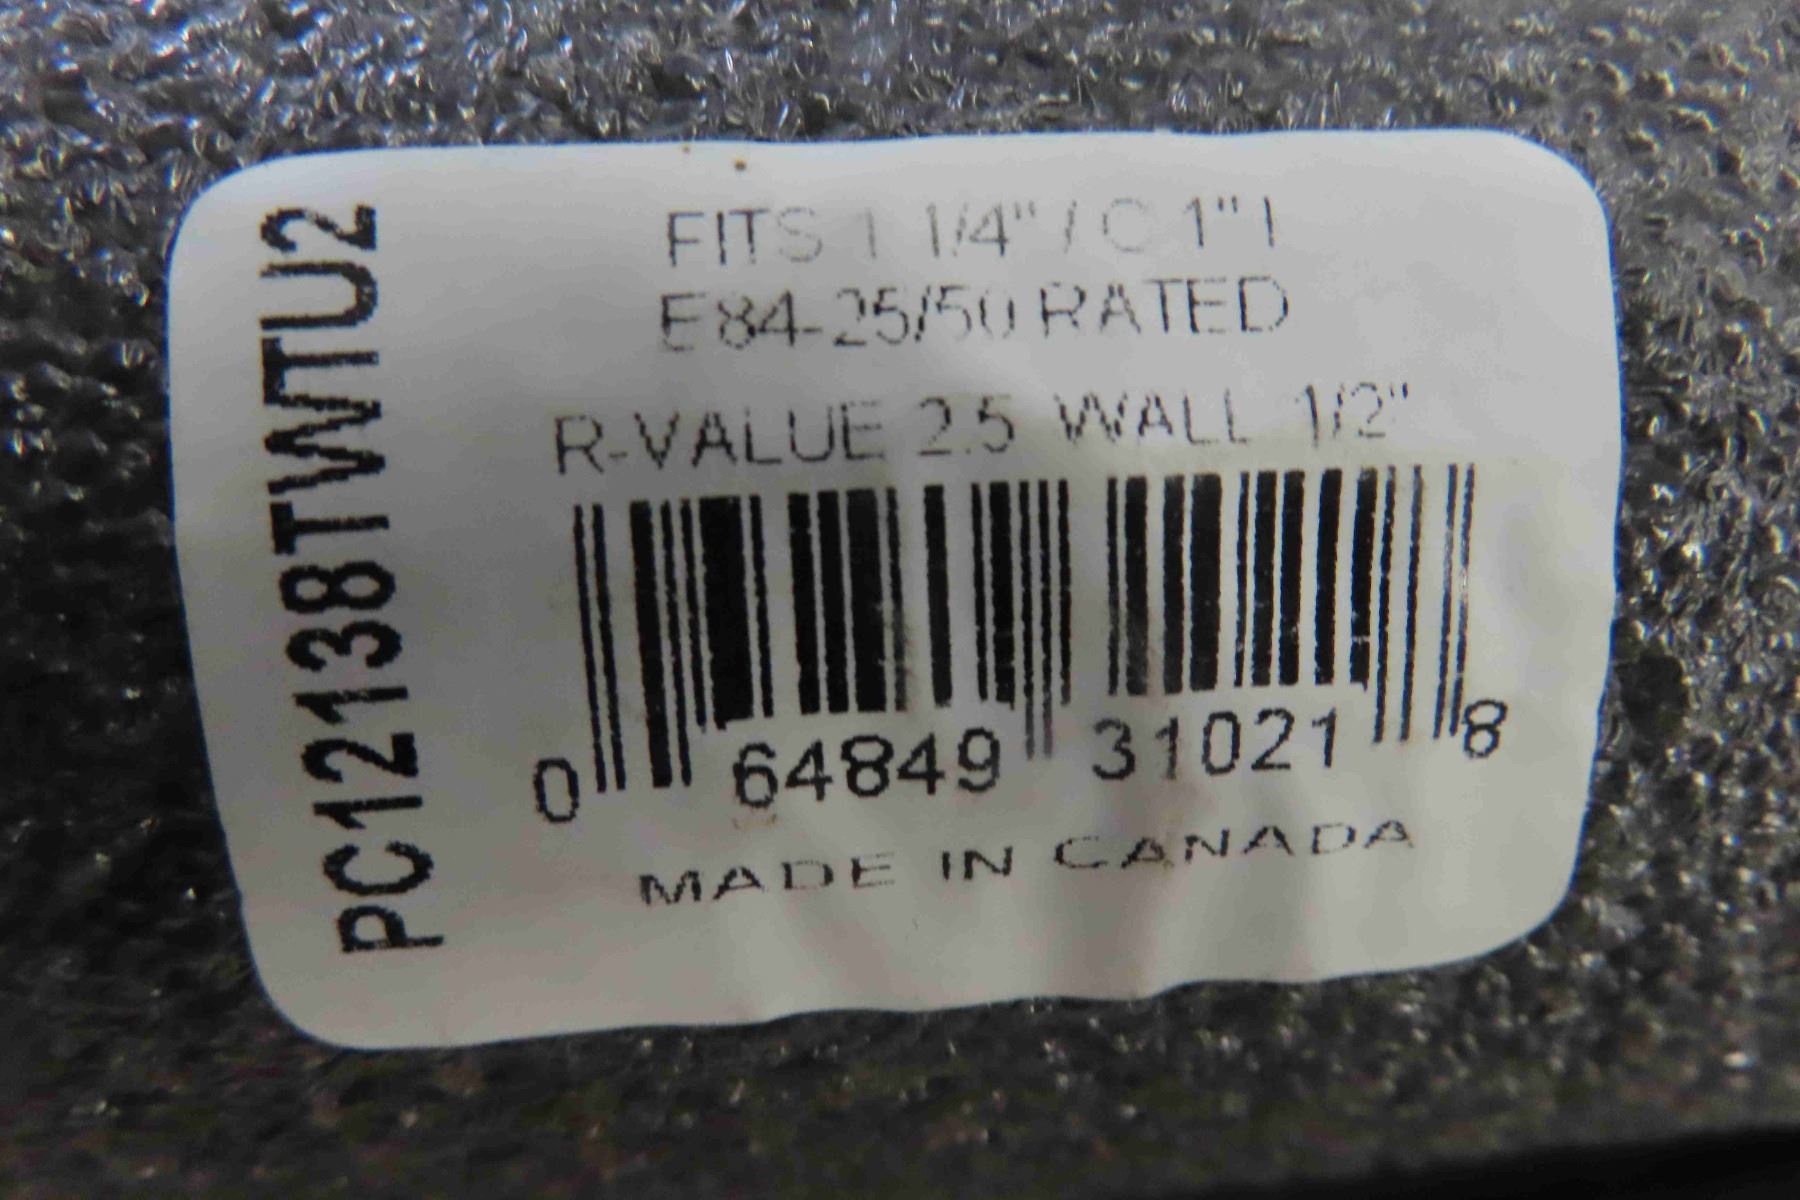 PC12138TWTU2
FITS 1 1/4" / C 1" I
E84-25/50 RATED
R-VALUE 2.5 WALL 1/2"
0 64849 31021 8
MADE IN CANADA